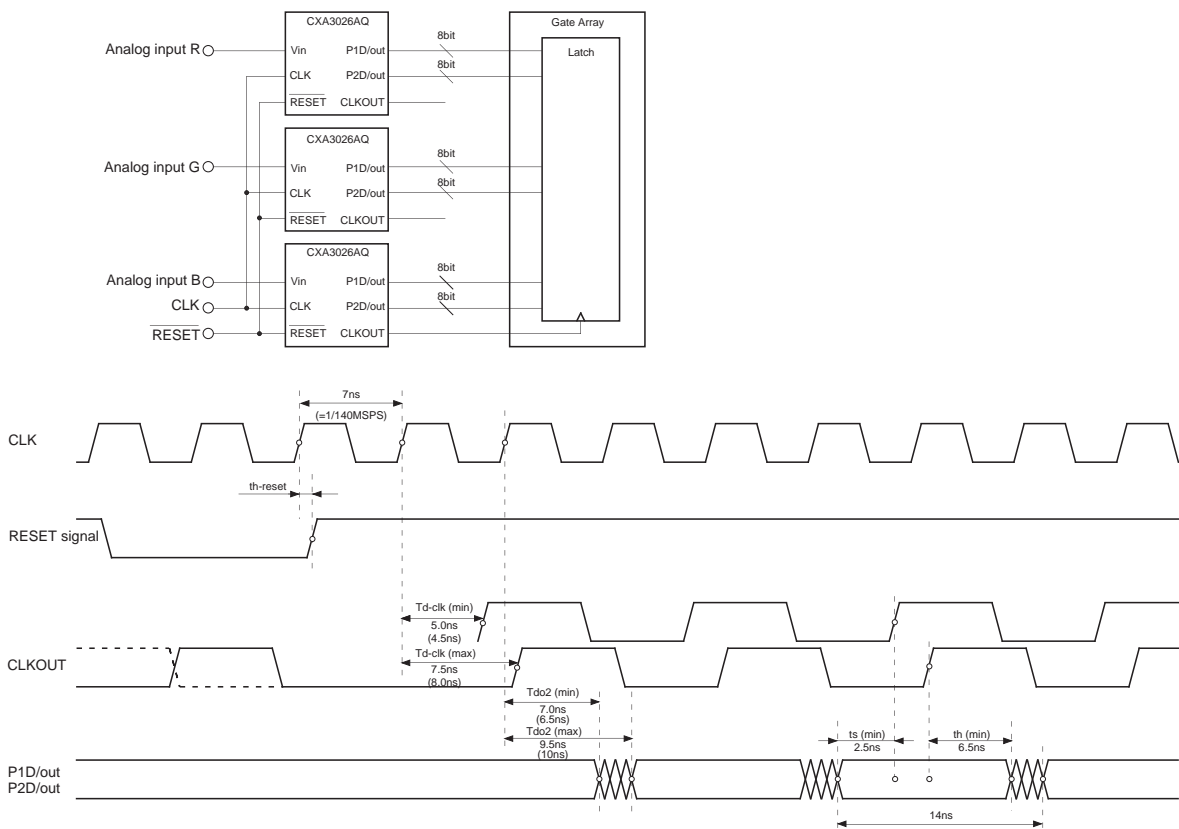 CXA3026AQ
Gate Array
Analog input R
Vin
P1D/out
8bit
Latch
CLK
P2D/out
8bit
RESET
CLKOUT
CXA3026AQ
Analog input G
Vin
P1D/out
8bit
CLK
P2D/out
8bit
RESET
CLKOUT
CXA3026AQ
Analog input B
Vin
P1D/out
8bit
CLK
CLK
P2D/out
8bit
RESET
RESET
CLKOUT
7ns
(=1/140MSPS)
CLK
th-reset
RESET signal
Td-clk (min)
5.0ns
(4.5ns)
CLKOUT
Td-clk (max)
7.5ns
(8.0ns)
Tdo2 (min)
7.0ns
(6.5ns)
Tdo2 (max)
9.5ns
(10ns)
ts (min)
2.5ns
th (min)
6.5ns
P1D/out
P2D/out
14ns